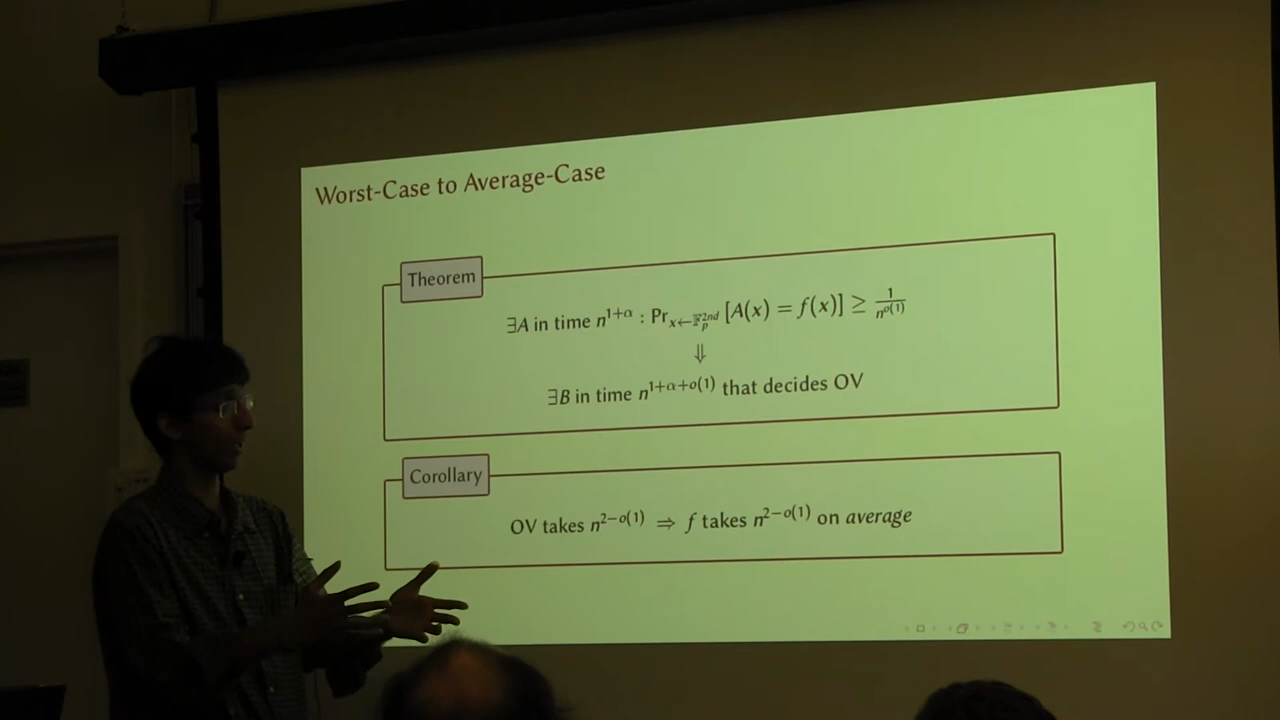 Worst-Case to Average-Case
Theorem
∃A in time n^{1+α} : Pr_{x←𝔽_p^{2nd}} [A(x) = f(x)] ≥ 1/n^{o(1)}
⇓
∃B in time n^{1+α+o(1)} that decides OV
Corollary
OV takes n^{2−o(1)} ⇒ f takes n^{2−o(1)} on average